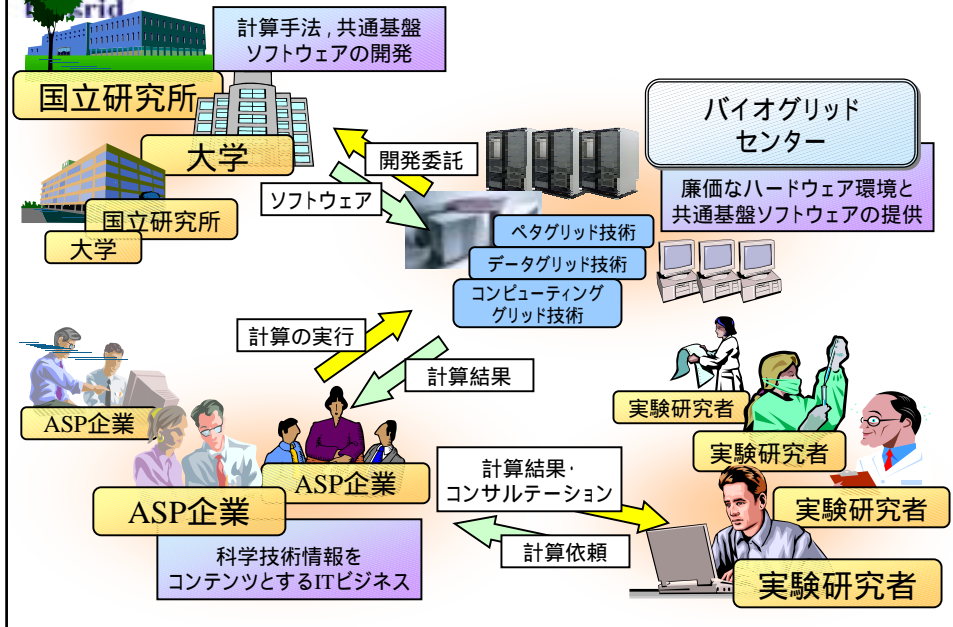 計算手法,共通基盤
ソフトウェアの開発
国立研究所
大学
国立研究所
大学
開発委託
ソフトウェア
バイオグリッド
センター
廉価なハードウェア環境と
共通基盤ソフトウェアの提供
ペタグリッド技術
データグリッド技術
コンピューティング
グリッド技術
計算の実行
計算結果
ASP企業
ASP企業
ASP企業
科学技術情報を
コンテンツとするITビジネス
計算結果・
コンサルテーション
計算依頼
実験研究者
実験研究者
実験研究者
実験研究者